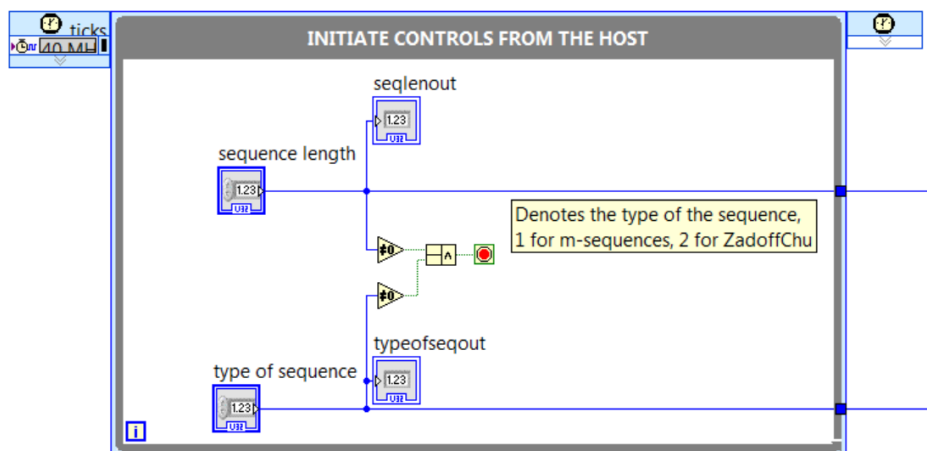 ticks
40 MH
INITIATE CONTROLS FROM THE HOST
seqlenout
1.23
U32
sequence length
1.23
U32
Denotes the type of the sequence,
1 for m-sequences, 2 for ZadoffChu
≠0
∧
≠0
typeofseqout
1.23
U32
type of sequence
1.23
U32
i